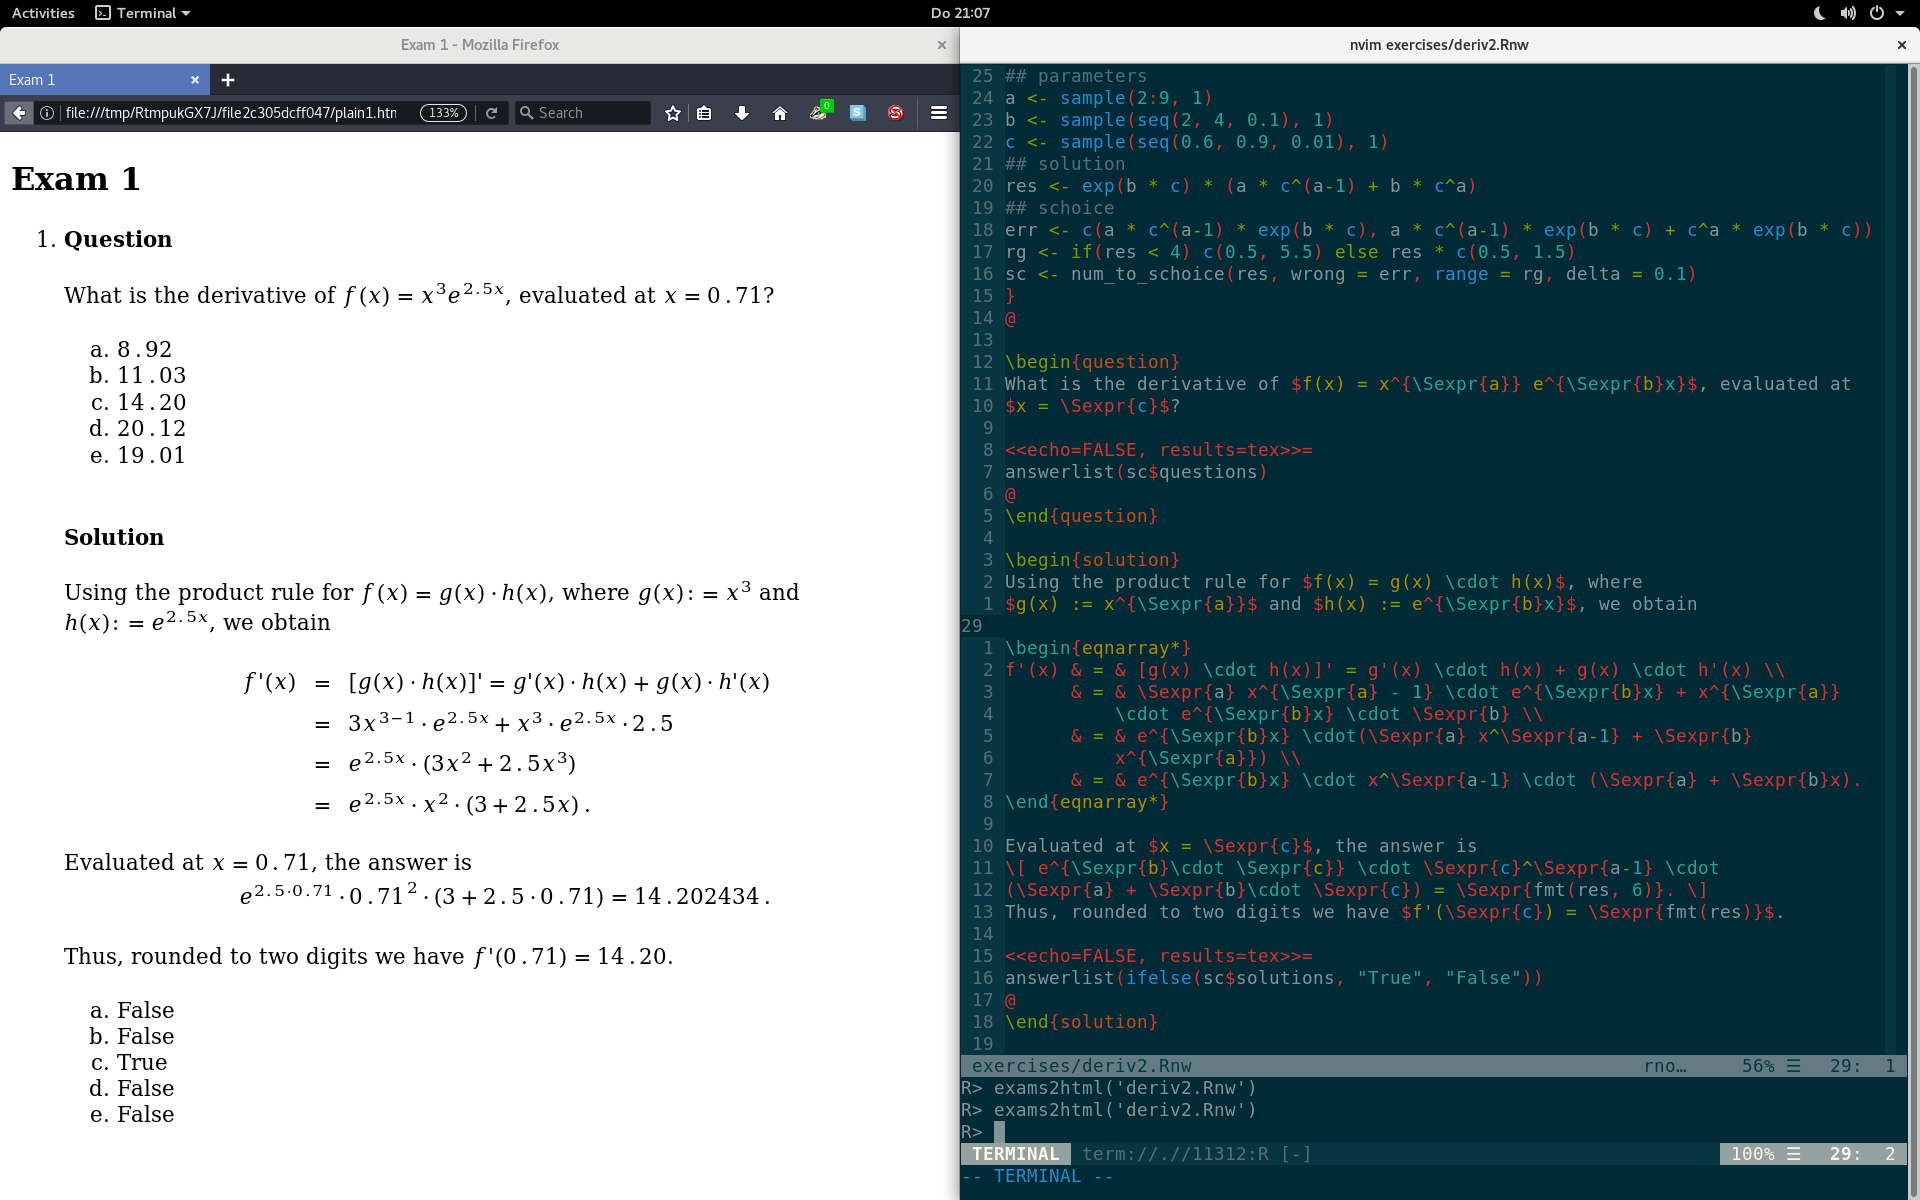 Activities Terminal Do 21:07
Exam 1 - Mozilla Firefox
Exam 1
file:///tmp/RtmpukGX7J/file2c305dcff047/plain1.htm 133% Search 0
Exam 1
1. Question
What is the derivative of f(x) = x^3 e^{2.5x}, evaluated at x = 0.71?
a. 8.92
b. 11.03
c. 14.20
d. 20.12
e. 19.01
Solution
Using the product rule for f(x) = g(x) · h(x), where g(x) := x^3 and
h(x) := e^{2.5x}, we obtain
f'(x) = [g(x) · h(x)]' = g'(x) · h(x) + g(x) · h'(x)
= 3x^{3−1} · e^{2.5x} + x^3 · e^{2.5x} · 2.5
= e^{2.5x} · (3x^2 + 2.5x^3)
= e^{2.5x} · x^2 · (3 + 2.5x).
Evaluated at x = 0.71, the answer is
e^{2.5·0.71} · 0.71^2 · (3 + 2.5 · 0.71) = 14.202434.
Thus, rounded to two digits we have f'(0.71) = 14.20.
a. False
b. False
c. True
d. False
e. False
nvim exercises/deriv2.Rnw
25 ## parameters
24 a <- sample(2:9, 1)
23 b <- sample(seq(2, 4, 0.1), 1)
22 c <- sample(seq(0.6, 0.9, 0.01), 1)
21 ## solution
20 res <- exp(b * c) * (a * c^(a-1) + b * c^a)
19 ## schoice
18 err <- c(a * c^(a-1) * exp(b * c), a * c^(a-1) * exp(b * c) + c^a * exp(b * c))
17 rg <- if(res < 4) c(0.5, 5.5) else res * c(0.5, 1.5)
16 sc <- num_to_schoice(res, wrong = err, range = rg, delta = 0.1)
15 }
14 @
13
12 \begin{question}
11 What is the derivative of $f(x) = x^{\Sexpr{a}} e^{\Sexpr{b}x}$, evaluated at
10 $x = \Sexpr{c}$?
9
8 <<echo=FALSE, results=tex>>=
7 answerlist(sc$questions)
6 @
5 \end{question}
4
3 \begin{solution}
2 Using the product rule for $f(x) = g(x) \cdot h(x)$, where
1 $g(x) := x^{\Sexpr{a}}$ and $h(x) := e^{\Sexpr{b}x}$, we obtain
29
1 \begin{eqnarray*}
2 f'(x) & = & [g(x) \cdot h(x)]' = g'(x) \cdot h(x) + g(x) \cdot h'(x) \\
3 & = & \Sexpr{a} x^{\Sexpr{a} - 1} \cdot e^{\Sexpr{b}x} + x^{\Sexpr{a}}
4 \cdot e^{\Sexpr{b}x} \cdot \Sexpr{b} \\
5 & = & e^{\Sexpr{b}x} \cdot(\Sexpr{a} x^\Sexpr{a-1} + \Sexpr{b}
6 x^{\Sexpr{a}}) \\
7 & = & e^{\Sexpr{b}x} \cdot x^\Sexpr{a-1} \cdot (\Sexpr{a} + \Sexpr{b}x).
8 \end{eqnarray*}
9
10 Evaluated at $x = \Sexpr{c}$, the answer is
11 \[ e^{\Sexpr{b}\cdot \Sexpr{c}} \cdot \Sexpr{c}^\Sexpr{a-1} \cdot
12 (\Sexpr{a} + \Sexpr{b}\cdot \Sexpr{c}) = \Sexpr{fmt(res, 6)}. \]
13 Thus, rounded to two digits we have $f'(\Sexpr{c}) = \Sexpr{fmt(res)}$.
14
15 <<echo=FALSE, results=tex>>=
16 answerlist(ifelse(sc$solutions, "True", "False"))
17 @
18 \end{solution}
19
exercises/deriv2.Rnw rno… 56% ☰ 29: 1
R> exams2html('deriv2.Rnw')
R> exams2html('deriv2.Rnw')
R>
TERMINAL term://.//11312:R [-] 100% ☰ 29: 2
-- TERMINAL --